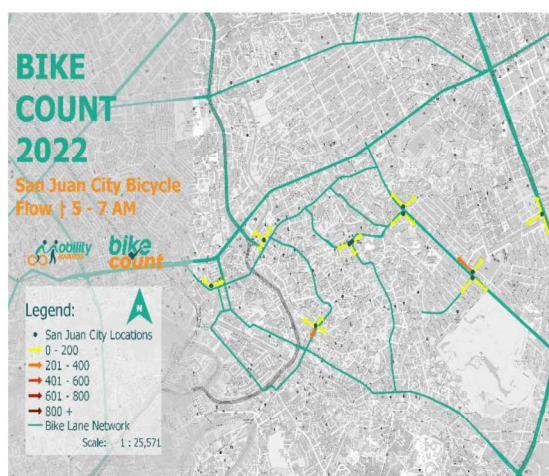 BIKE
COUNT
2022
San Juan City Bicycle
Flow | 5 - 7 AM
Mobility
AWARDS
bike
count
Legend:
N
San Juan City Locations
0 - 200
201 - 400
401 - 600
601 - 800
800 +
Bike Lane Network
Scale: 1 : 25,571